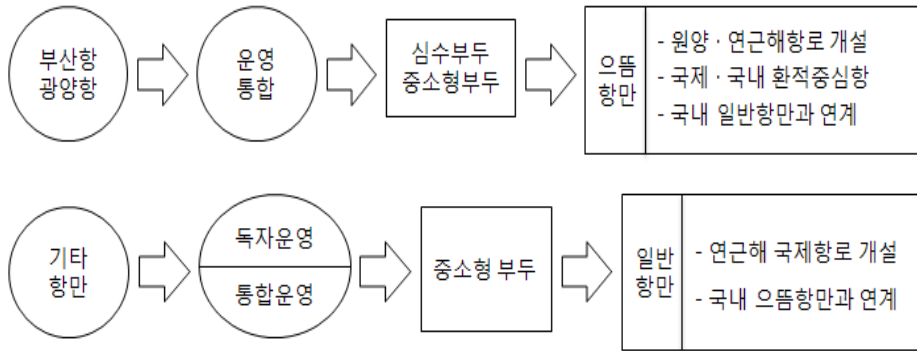 부산항
광양항
운영
통합
심수부두
중소형부두
으뜸
항만
- 원양 · 연근해항로 개설
- 국제 · 국내 환적중심항
- 국내 일반항만과 연계
기타
항만
독자운영
통합운영
중소형 부두
일반
항만
- 연근해 국제항로 개설
- 국내 으뜸항만과 연계